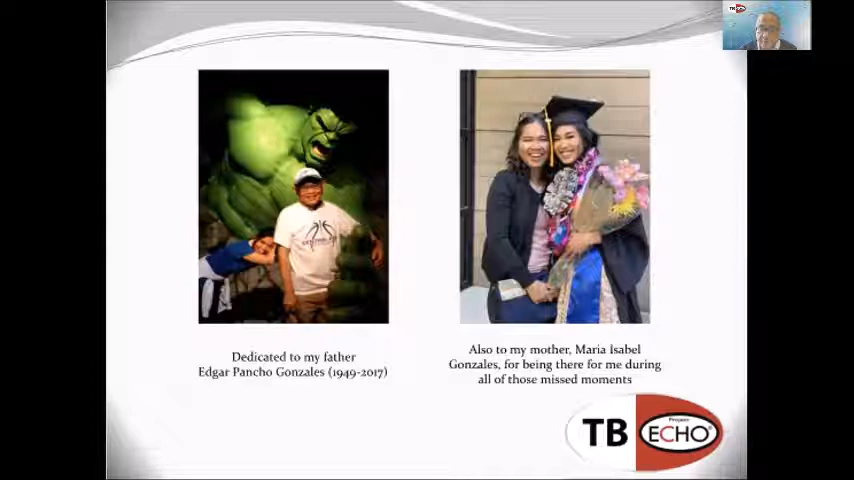 Dedicated to my father
Edgar Pancho Gonzales (1949-2017)
Also to my mother, Maria Isabel
Gonzales, for being there for me during
all of those missed moments
TB
Project
ECHO®